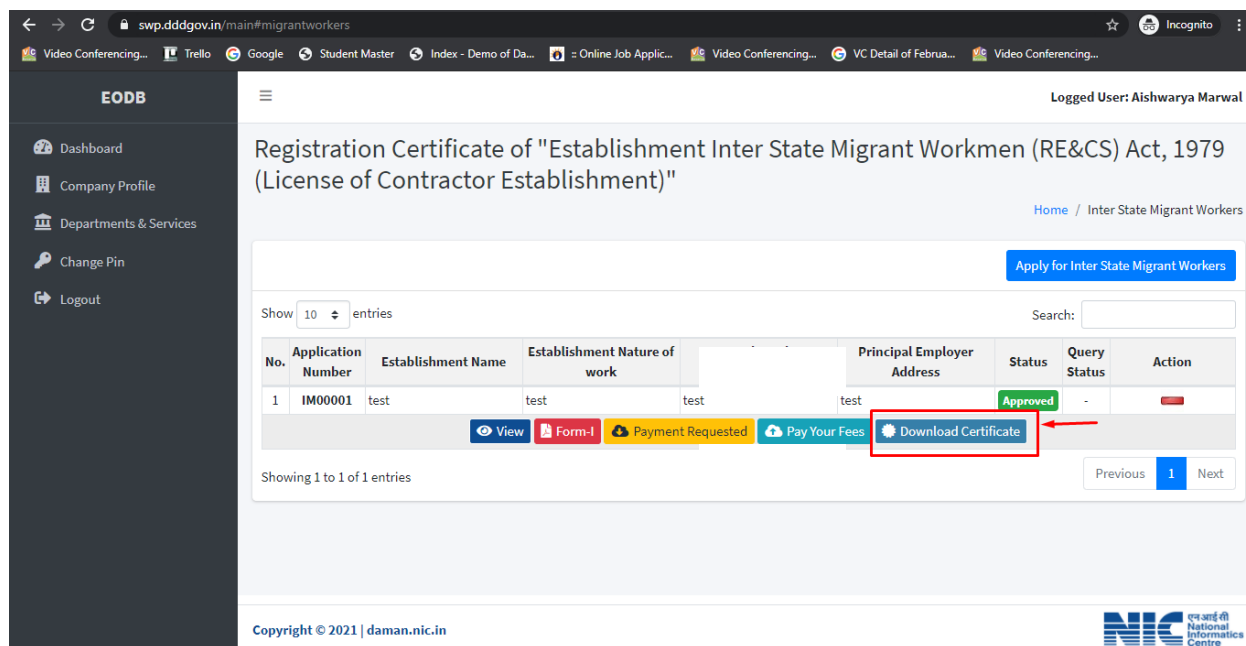 swp.dddgov.in/main#migrantworkers
Incognito
Video Conferencing...
Trello
Google
Student Master
Index - Demo of Da...
:: Online Job Applic...
Video Conferencing...
VC Detail of Februa...
Video Conferencing...
EODB
Logged User: Aishwarya Marwal
Dashboard
Company Profile
Departments & Services
Change Pin
Logout
Registration Certificate of "Establishment Inter State Migrant Workmen (RE&CS) Act, 1979
(License of Contractor Establishment)"
Home / Inter State Migrant Workers
Apply for Inter State Migrant Workers
Show 10 entries
Search:
No.
Application
Number
Establishment Name
Establishment Nature of
work
Principal Employer
Address
Status
Query
Status
Action
1 IM00001 test test test test Approved -
View Form-I Payment Requested Pay Your Fees Download Certificate
Showing 1 to 1 of 1 entries
Previous 1 Next
Copyright © 2021 | daman.nic.in
NIC
एन आई सी
National
Informatics
Centre